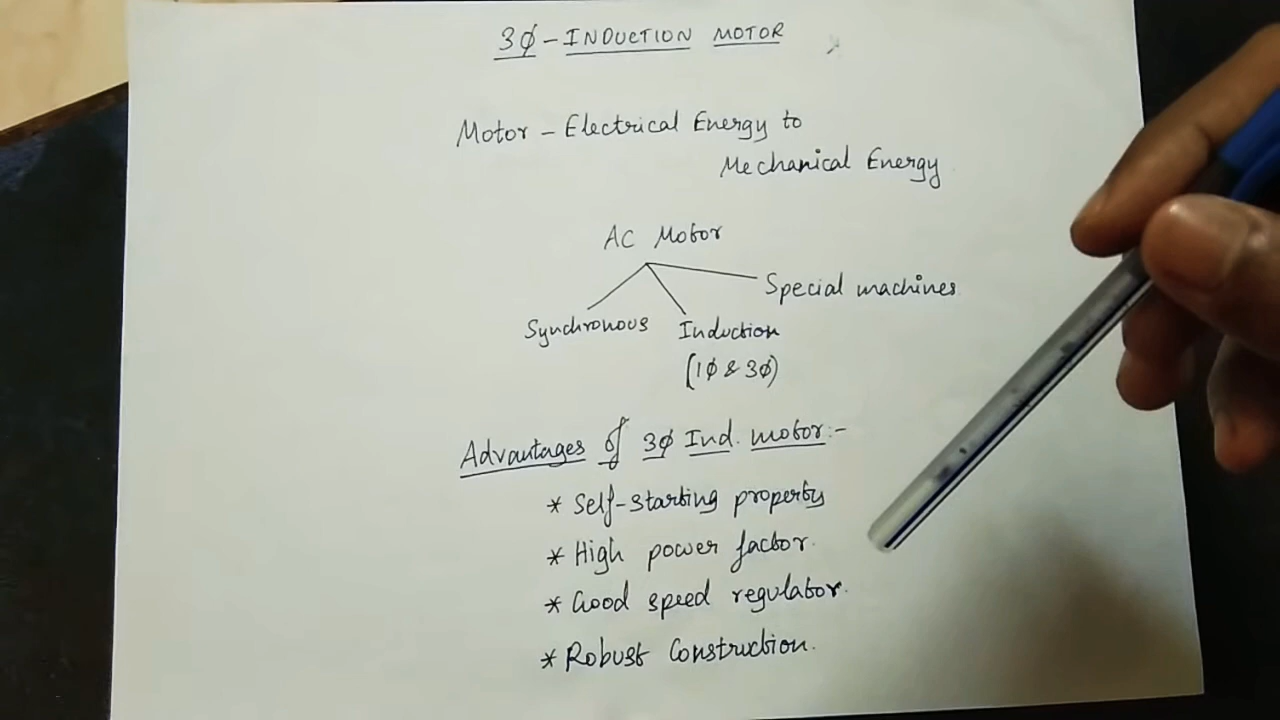 3φ - INDUCTION MOTOR
Motor - Electrical Energy to
Mechanical Energy
AC Motor
Special machines
Synchronous Induction
(1φ & 3φ)
Advantages of 3φ Ind. motor:-
* Self-starting property
* High power factor.
* Good speed regulator.
* Robust Construction.